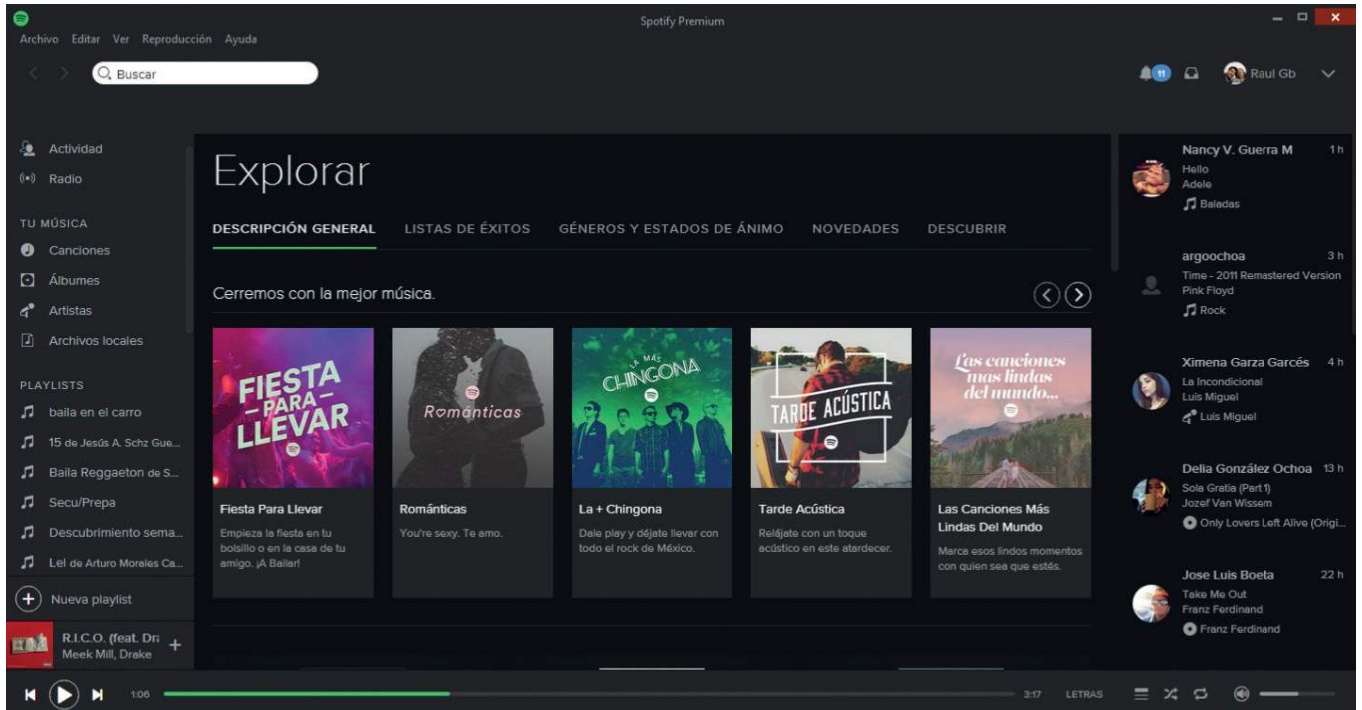 Spotify Premium
Archivo Editar Ver Reproducción Ayuda
Buscar
11
Raul Gb
Actividad
Radio
TU MÚSICA
Canciones
Álbumes
Artistas
Archivos locales
PLAYLISTS
baila en el carro
15 de Jesús A. Schz Gue...
Baila Reggaeton de S...
Secu/Prepa
Descubrimiento sema...
Lel de Arturo Morales Ca...
Nueva playlist
R.I.C.O. (feat. Dra
Meek Mill, Drake
Explorar
DESCRIPCIÓN GENERAL LISTAS DE ÉXITOS GÉNEROS Y ESTADOS DE ÁNIMO NOVEDADES DESCUBRIR
Cerremos con la mejor música.
FIESTA
– PARA –
LLEVAR
Fiesta Para Llevar
Empieza la fiesta en tu
bolsillo o en la casa de tu
amigo. ¡A Bailar!
Románticas
Románticas
You're sexy. Te amo.
LA MÁS
CHINGONA
La + Chingona
Dale play y déjate llevar con
todo el rock de México.
TARDE ACÚSTICA
Tarde Acústica
Relájate con un toque
acústico en este atardecer.
Las canciones
mas lindas
del mundo...
Las Canciones Más
Lindas Del Mundo
Marca esos lindos momentos
con quien sea que estés.
Nancy V. Guerra M 1 h
Hello
Adele
Baladas
argoochoa 3 h
Time - 2011 Remastered Version
Pink Floyd
Rock
Ximena Garza Garcés 4 h
La Incondicional
Luis Miguel
Luis Miguel
Delia González Ochoa 13 h
Sola Gratia (Part 1)
Jozef Van Wissem
Only Lovers Left Alive (Origi...
Jose Luis Boeta 22 h
Take Me Out
Franz Ferdinand
Franz Ferdinand
1:06
3:17 LETRAS